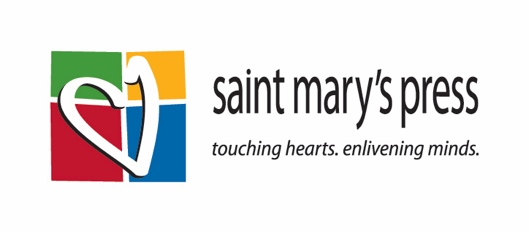 saint mary's press
touching hearts. enlivening minds.